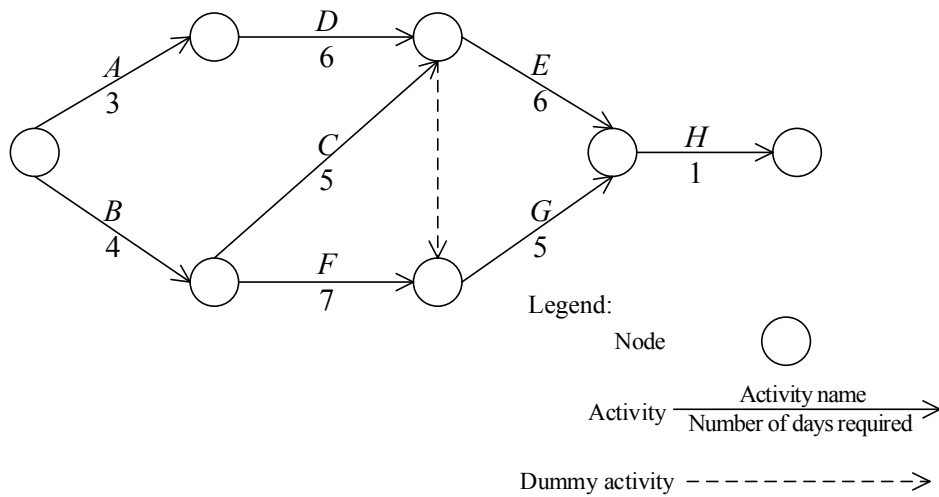 D
6
A
3
E
6
C
5
H
1
B
4
G
5
F
7
Legend:
Node
Activity name
Activity
Number of days required
Dummy activity